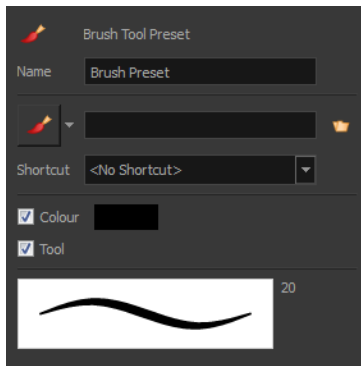 Brush Tool Preset
Name Brush Preset
Shortcut <No Shortcut>
Colour
Tool
20